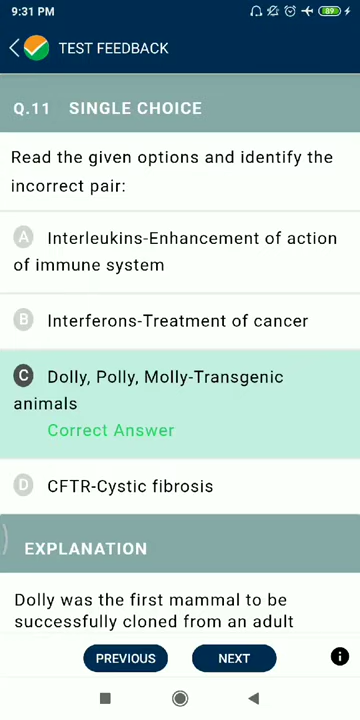 9:31 PM
89
TEST FEEDBACK
Q.11 SINGLE CHOICE
Read the given options and identify the
incorrect pair:
A Interleukins-Enhancement of action
of immune system
B Interferons-Treatment of cancer
C Dolly, Polly, Molly-Transgenic
animals
Correct Answer
D CFTR-Cystic fibrosis
EXPLANATION
Dolly was the first mammal to be
successfully cloned from an adult
PREVIOUS NEXT